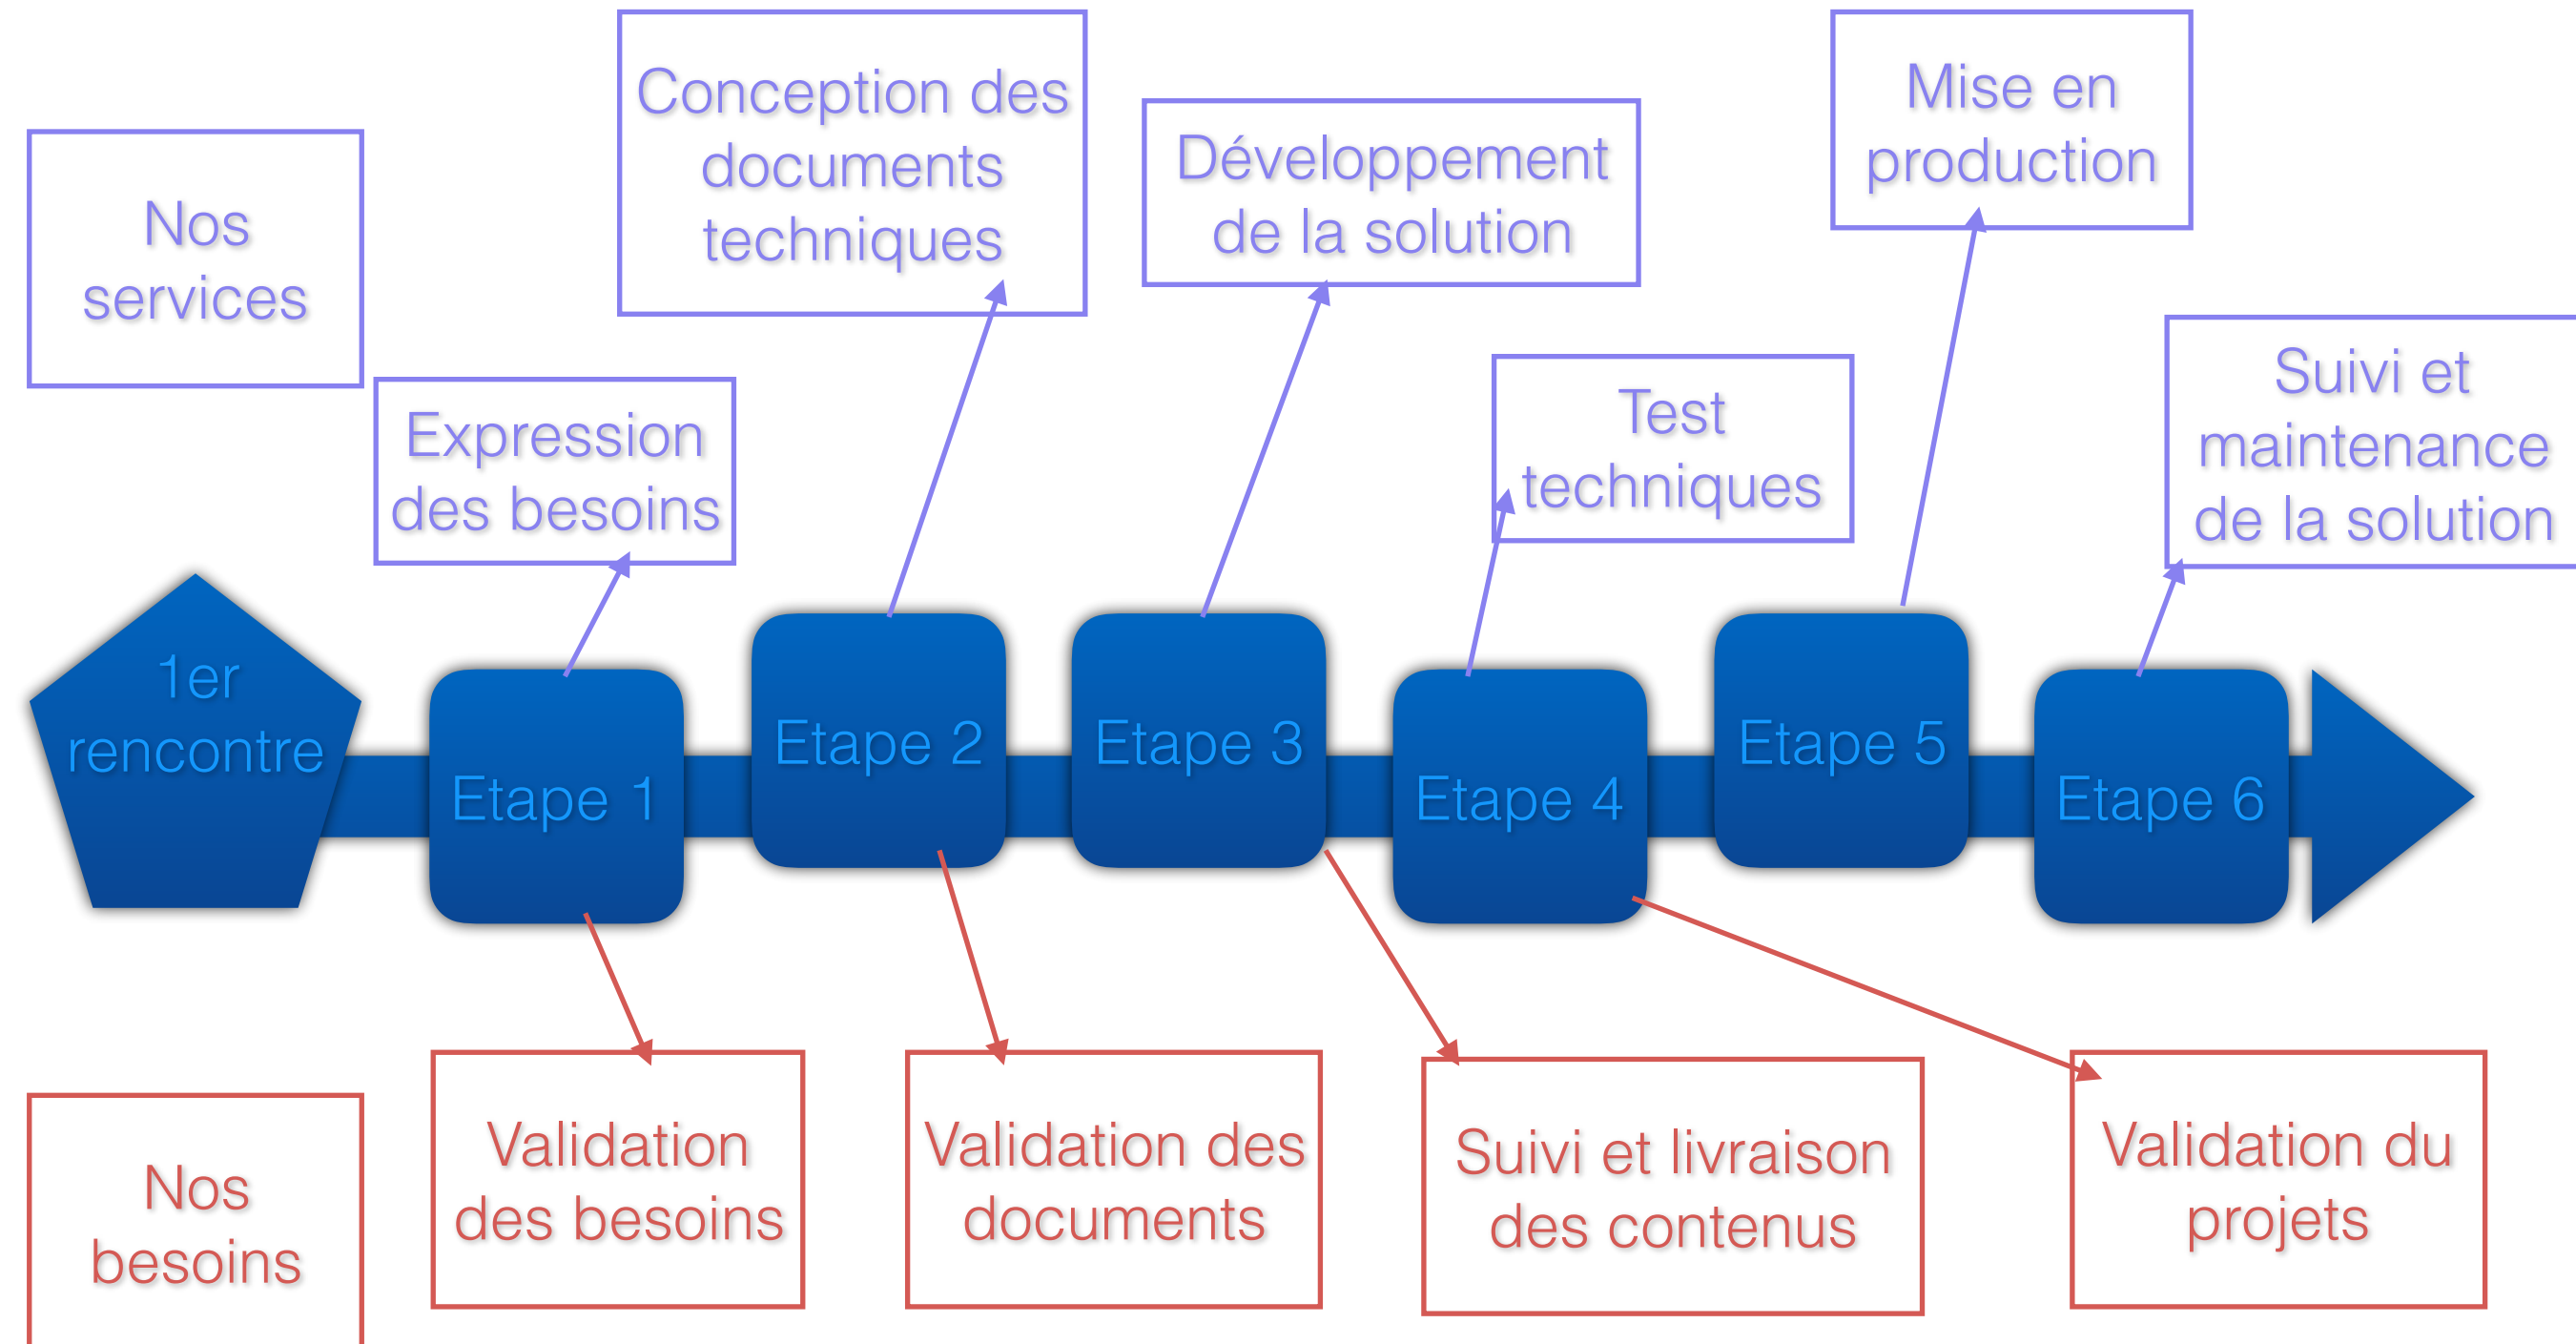 Nos
services
Expression
des besoins
Conception des
documents
techniques
Développement
de la solution
Test
techniques
Mise en
production
Suivi et
maintenance
de la solution
1er
rencontre
Etape 1
Etape 2
Etape 3
Etape 4
Etape 5
Etape 6
Nos
besoins
Validation
des besoins
Validation des
documents
Suivi et livraison
des contenus
Validation du
projets